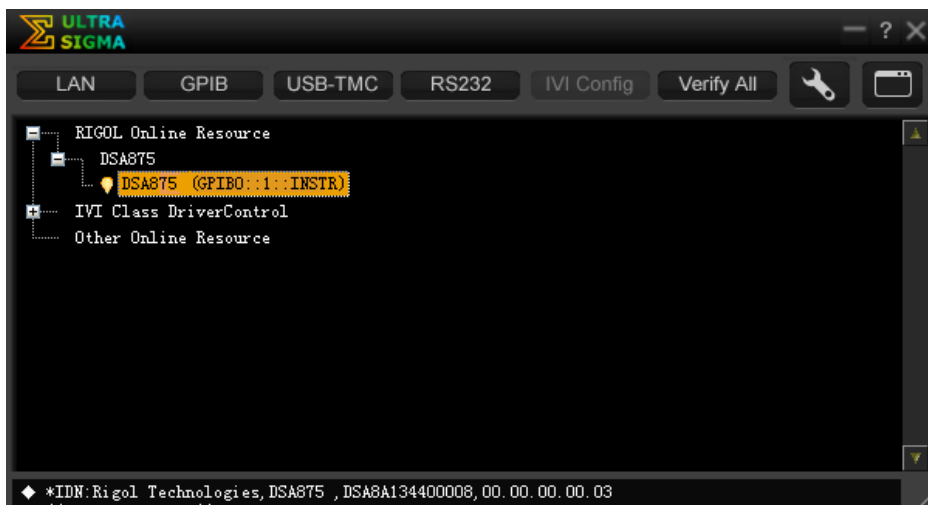 ULTRA
SIGMA
?
LAN GPIB USB-TMC RS232 IVI Config Verify All
RIGOL Online Resource
DSA875
DSA875 (GPIB0::1::INSTR)
IVI Class DriverControl
Other Online Resource
*IDN:Rigol Technologies,DSA875 ,DSA8A134400008,00.00.00.00.03